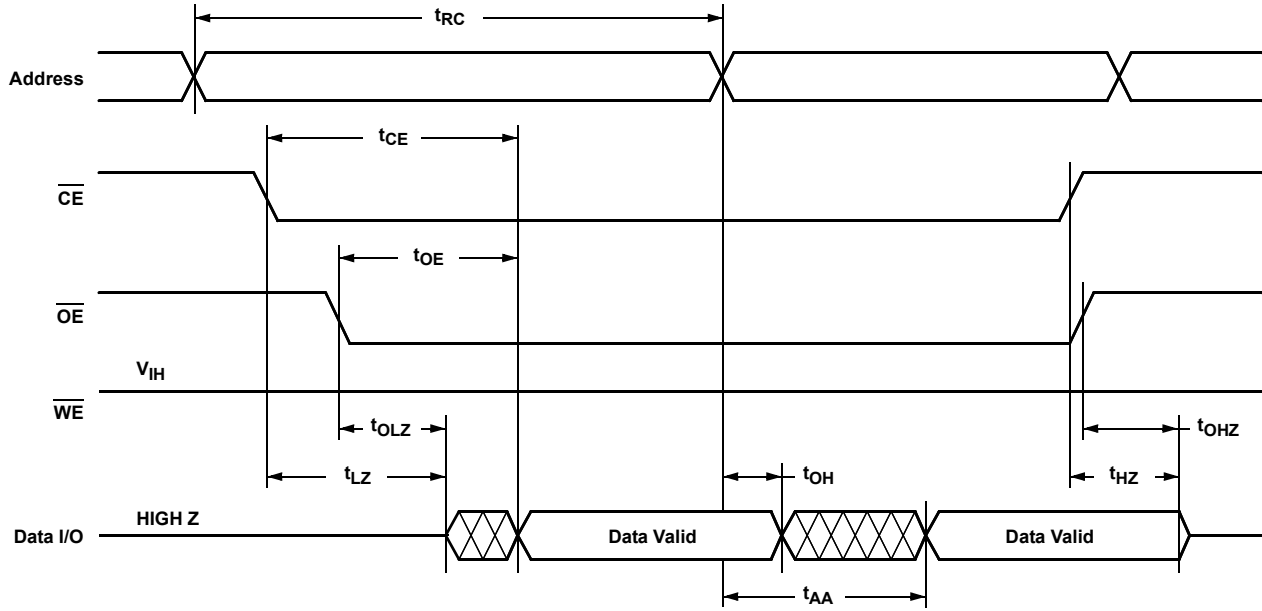 tRC
Address
tCE
CE
tOE
OE
VIH
WE
tOLZ
tOHZ
tLZ
tOH
tHZ
HIGH Z
Data I/O
Data Valid
Data Valid
tAA